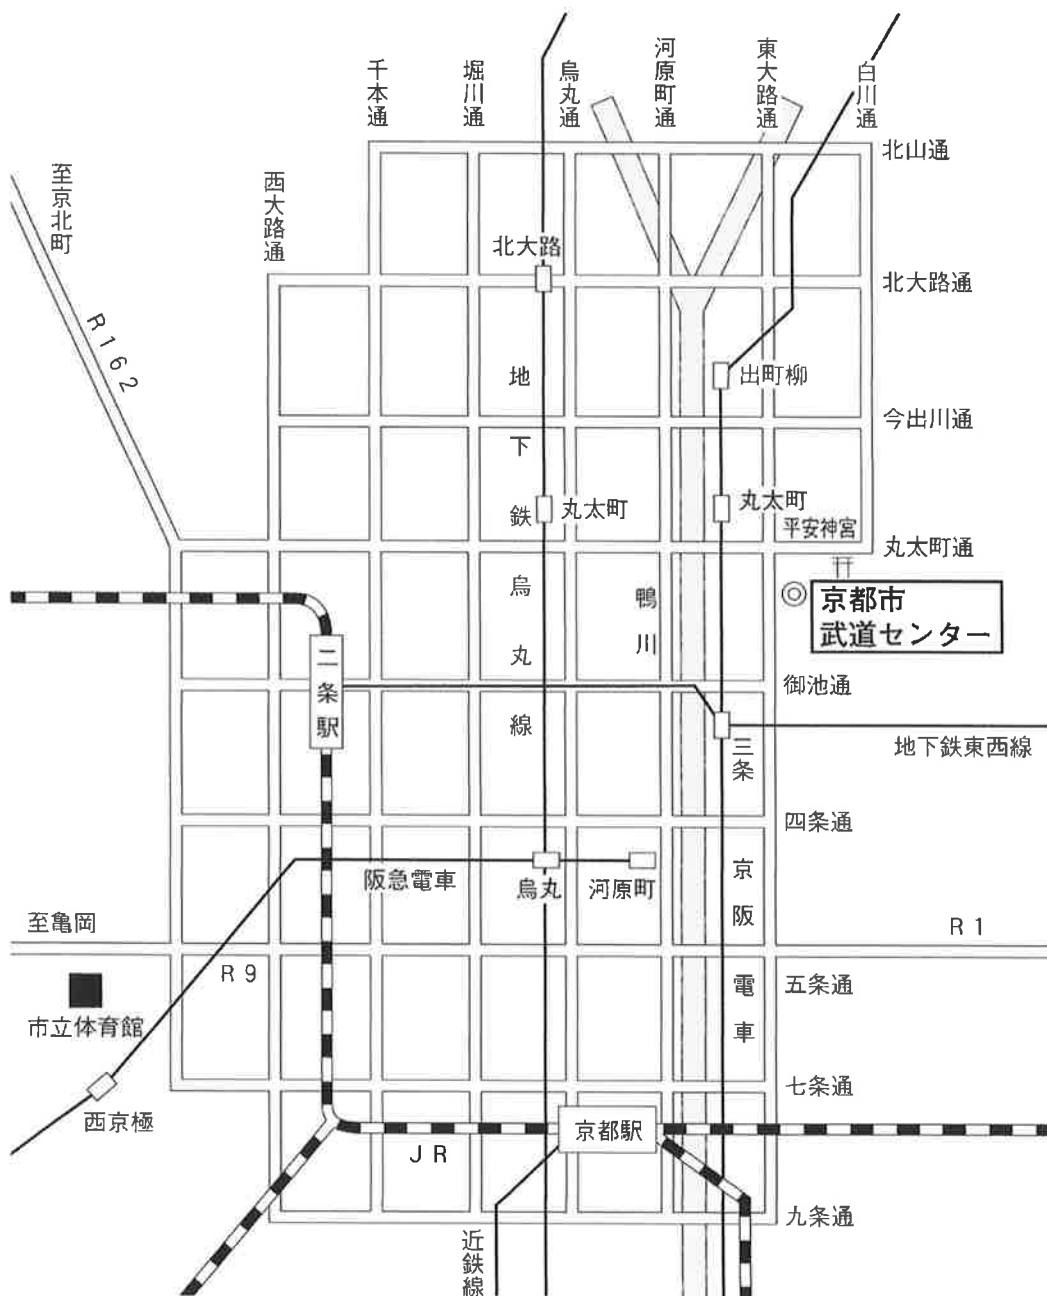 千本通
堀川通
烏丸通
河原町通
東大路通
白川通
北山通
至京北町
西大路通
北大路
北大路通
R162
地下鉄烏丸線
出町柳
今出川通
丸太町
丸太町
平安神宮
丸太町通
鴨川
京都市
武道センター
二条駅
御池通
三条
地下鉄東西線
四条通
阪急電車
烏丸
河原町
京阪電車
至亀岡
R1
R9
五条通
市立体育館
七条通
西京極
京都駅
JR
九条通
近鉄線